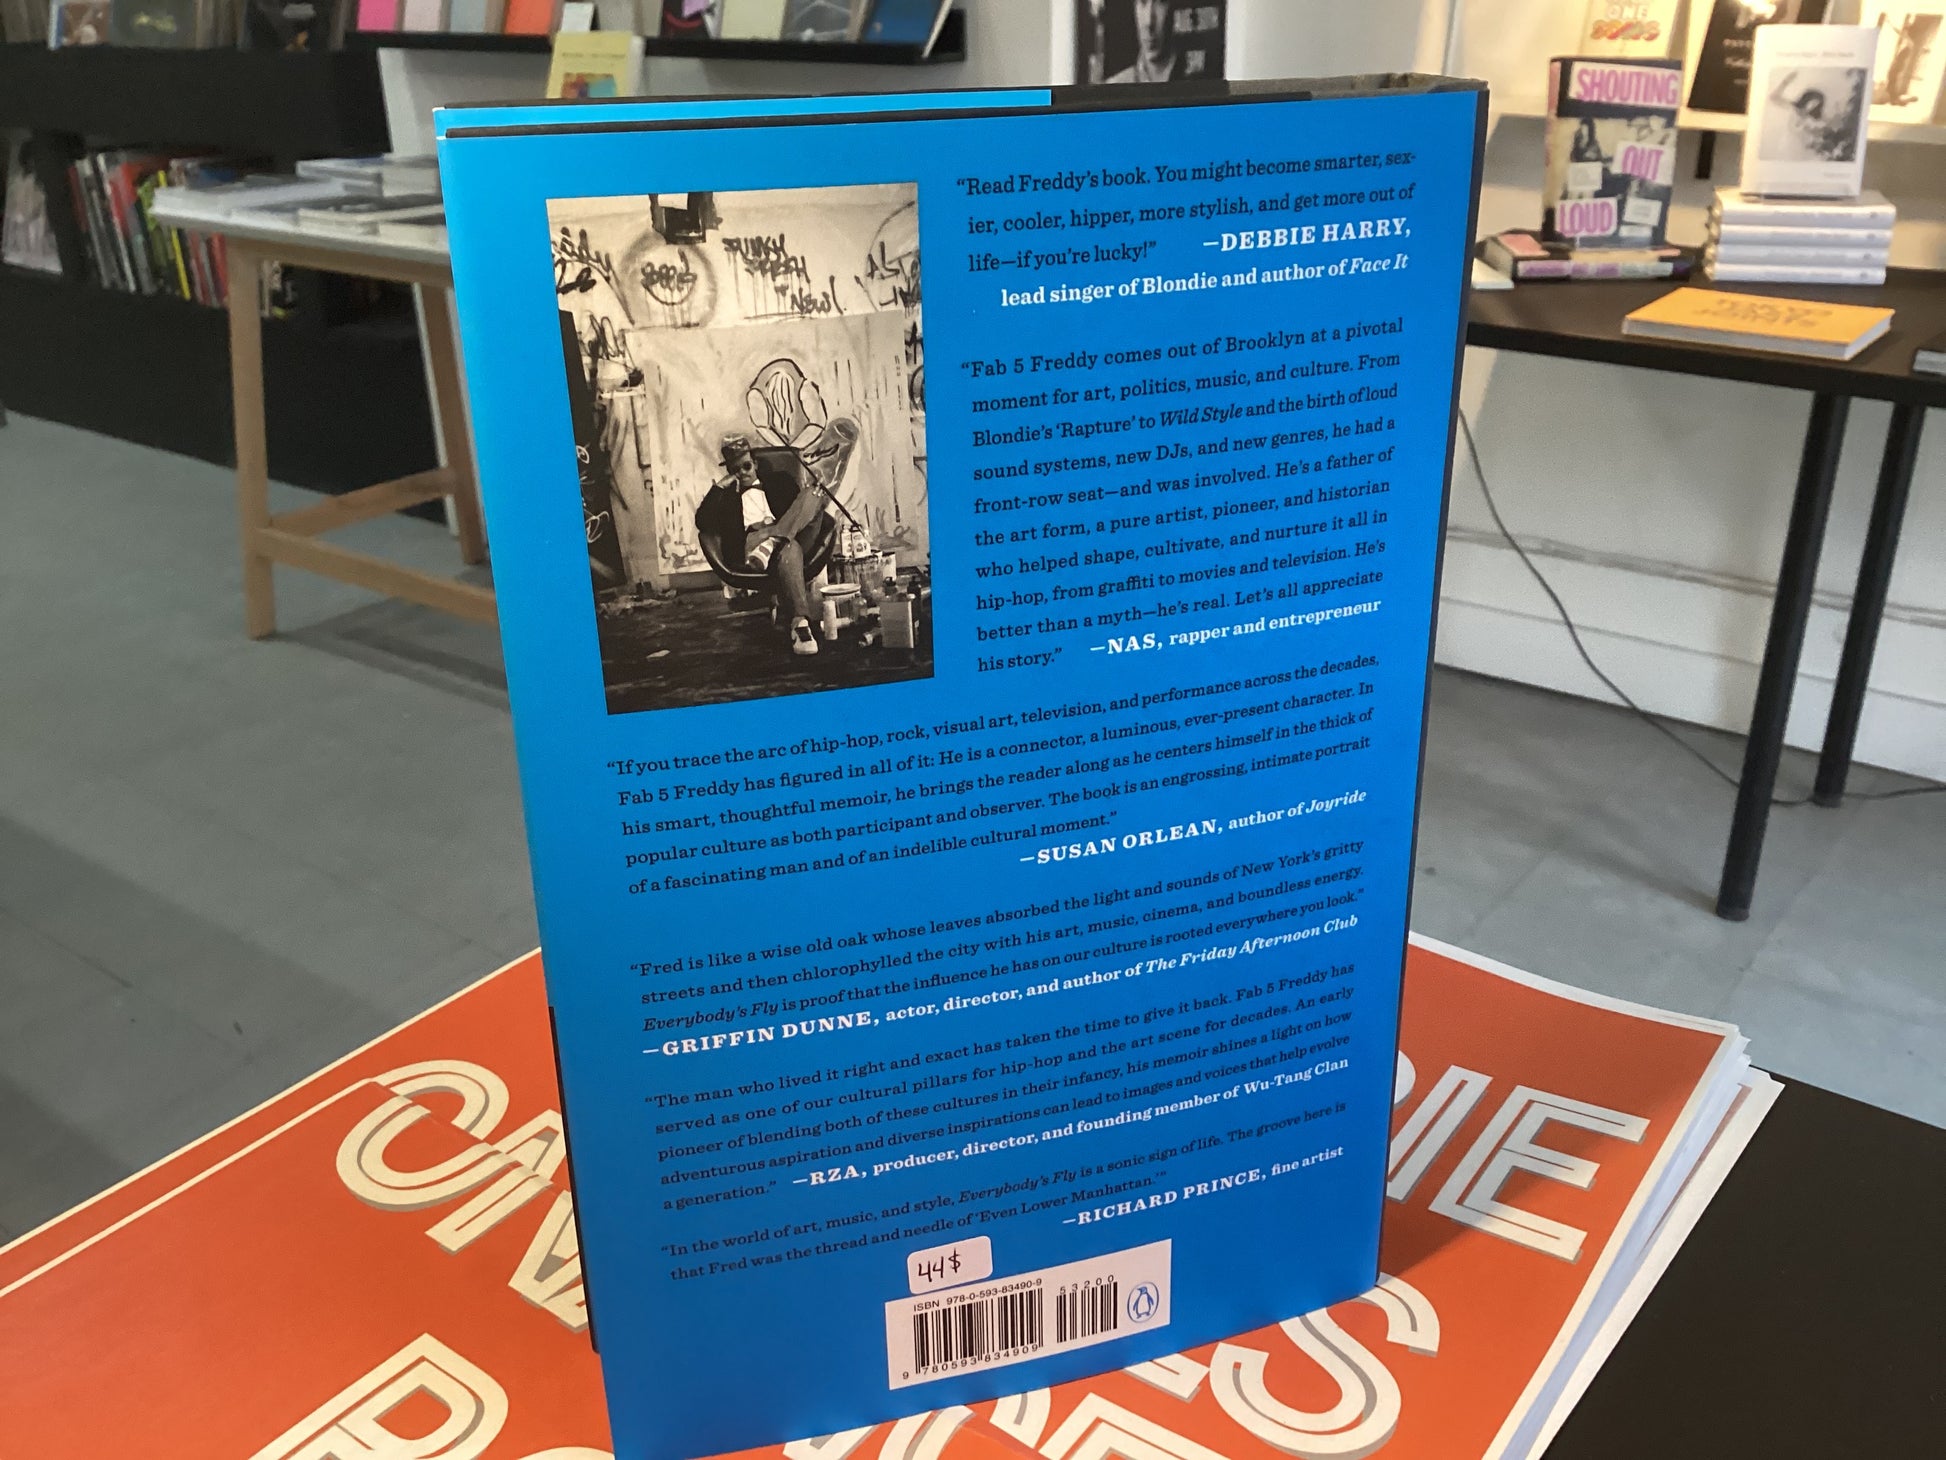 “Read Freddy’s book. You might become smarter, sex-
ier, cooler, hipper, more stylish, and get more out of
life—if you’re lucky!” —DEBBIE HARRY,
lead singer of Blondie and author of Face It
“Fab 5 Freddy comes out of Brooklyn at a pivotal
moment for art, politics, music, and culture. From
Blondie’s ‘Rapture’ to Wild Style and the birth of loud
sound systems, new DJs, and new genres, he had a
front-row seat—and was involved. He’s a father of
the art form, a pure artist, pioneer, and historian
who helped shape, cultivate, and nurture it all in
hip-hop, from graffiti to movies and television. He’s
better than a myth—he’s real. Let’s all appreciate
his story.” —NAS, rapper and entrepreneur
“If you trace the arc of hip-hop, rock, visual art, television, and performance across the decades,
Fab 5 Freddy has figured in all of it: He is a connector, a luminous, ever-present character. In
his smart, thoughtful memoir, he brings the reader along as he centers himself in the thick of
popular culture as both participant and observer. The book is an engrossing, intimate portrait
of a fascinating man and of an indelible cultural moment.”
—SUSAN ORLEAN, author of Joyride
“Fred is like a wise old oak whose leaves absorbed the light and sounds of New York’s gritty
streets and then chlorophylled the city with his art, music, cinema, and boundless energy.
Everybody’s Fly is proof that the influence he has on our culture is rooted everywhere you look.”
—GRIFFIN DUNNE, actor, director, and author of The Friday Afternoon Club
“The man who lived it right and exact has taken the time to give it back. Fab 5 Freddy has
served as one of our cultural pillars for hip-hop and the art scene for decades. An early
pioneer of blending both of these cultures in their infancy, his memoir shines a light on how
adventurous aspiration and diverse inspirations can lead to images and voices that help evolve
a generation.” —RZA, producer, director, and founding member of Wu-Tang Clan
“In the world of art, music, and style, Everybody’s Fly is a sonic sign of life. The groove here is
that Fred was the thread and needle of ‘Even Lower Manhattan.’”
—RICHARD PRINCE, fine artist
44$
ISBN 978-0-593-83490-9
53200
9 780593 834909
SHOUTING
OUT
LOUD
AUG 30TH
3PM
ONE
NEW!